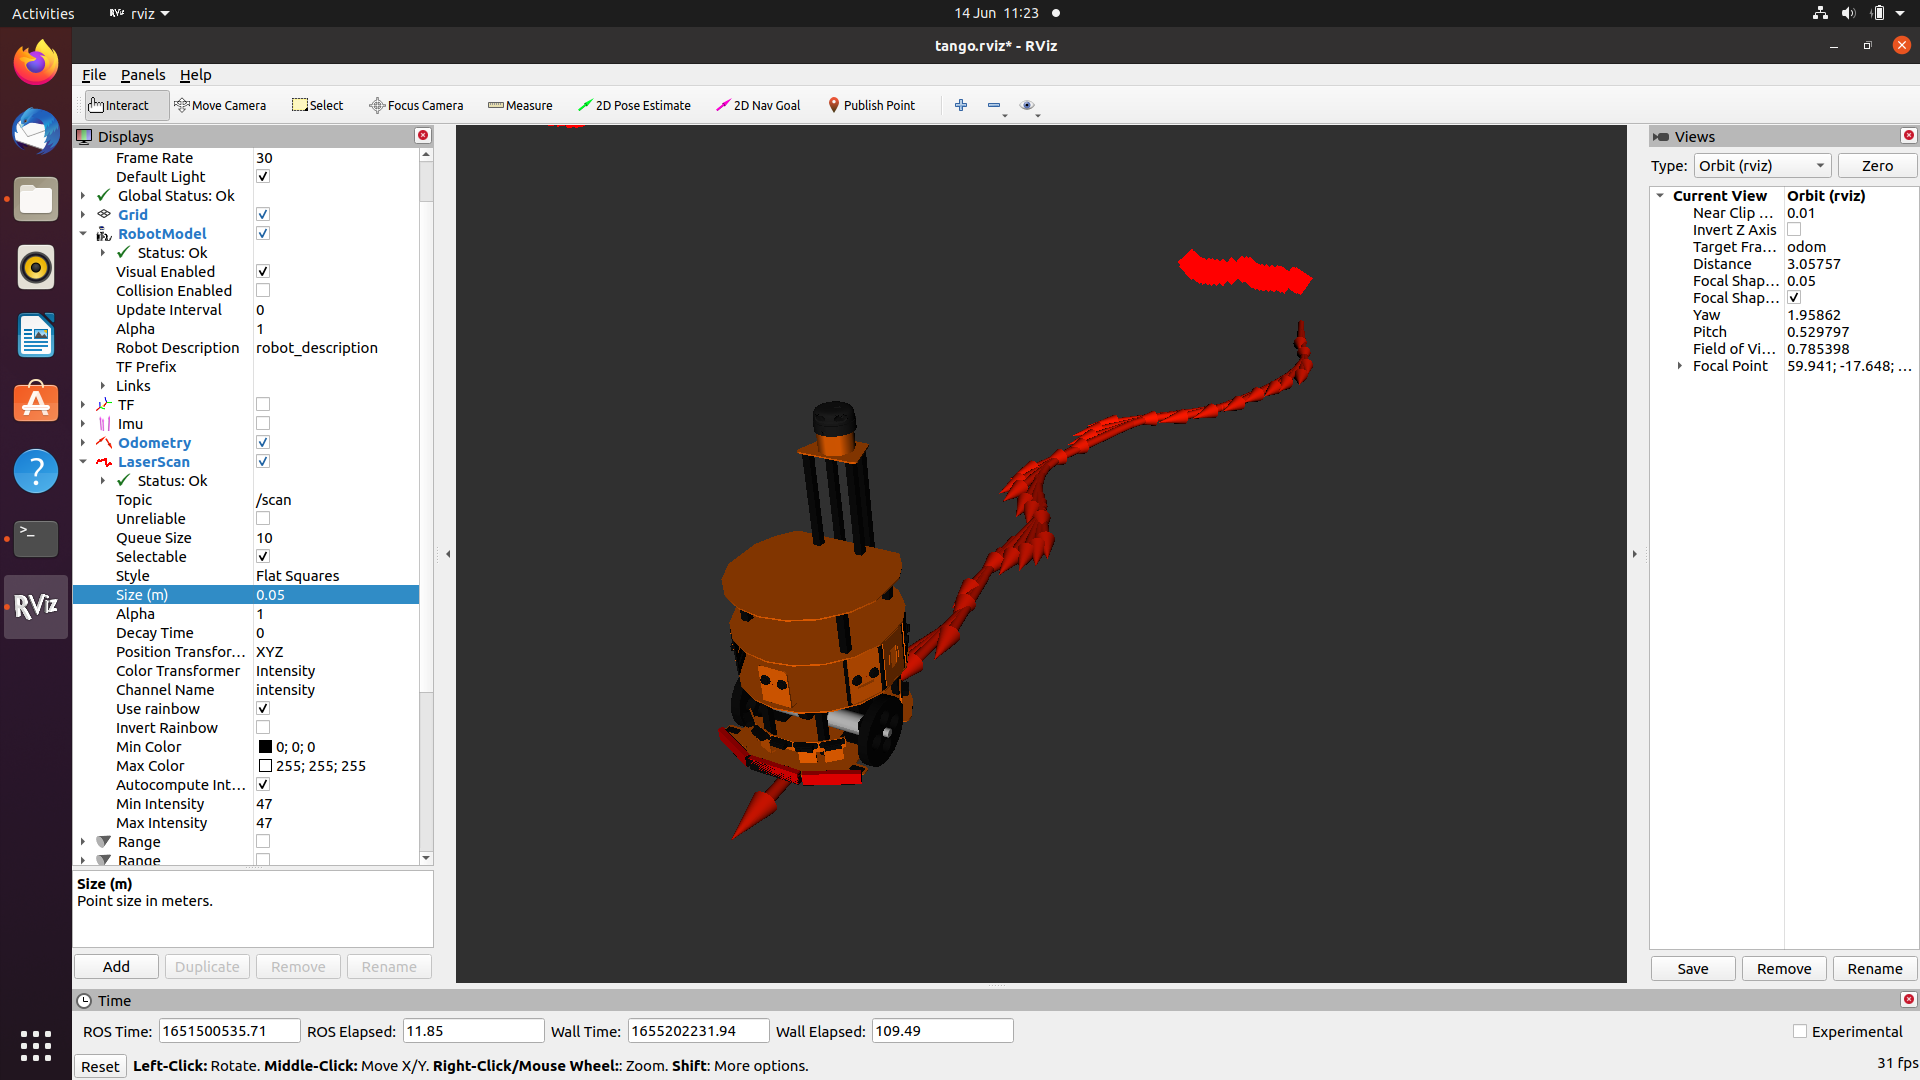 Activities RViz rviz 14 Jun 11:23
tango.rviz* - RViz
File Panels Help
Interact Move Camera Select Focus Camera Measure 2D Pose Estimate 2D Nav Goal Publish Point
Displays
Frame Rate 30
Default Light
Global Status: Ok
Grid
RobotModel
Status: Ok
Visual Enabled
Collision Enabled
Update Interval 0
Alpha 1
Robot Description robot_description
TF Prefix
Links
TF
Imu
Odometry
LaserScan
Status: Ok
Topic /scan
Unreliable
Queue Size 10
Selectable
Style Flat Squares
Size (m) 0.05
Alpha 1
Decay Time 0
Position Transfor... XYZ
Color Transformer Intensity
Channel Name intensity
Use rainbow
Invert Rainbow
Min Color 0; 0; 0
Max Color 255; 255; 255
Autocompute Int...
Min Intensity 47
Max Intensity 47
Range
Range
Size (m)
Point size in meters.
Add Duplicate Remove Rename
Views
Type: Orbit (rviz) Zero
Current View Orbit (rviz)
Near Clip ... 0.01
Invert Z Axis
Target Fra... odom
Distance 3.05757
Focal Shap... 0.05
Focal Shap...
Yaw 1.95862
Pitch 0.529797
Field of Vi... 0.785398
Focal Point 59.941; -17.648; ...
Save Remove Rename
RViz
Time
ROS Time: 1651500535.71 ROS Elapsed: 11.85 Wall Time: 1655202231.94 Wall Elapsed: 109.49 Experimental
Reset Left-Click: Rotate. Middle-Click: Move X/Y. Right-Click/Mouse Wheel:: Zoom. Shift: More options. 31 fps